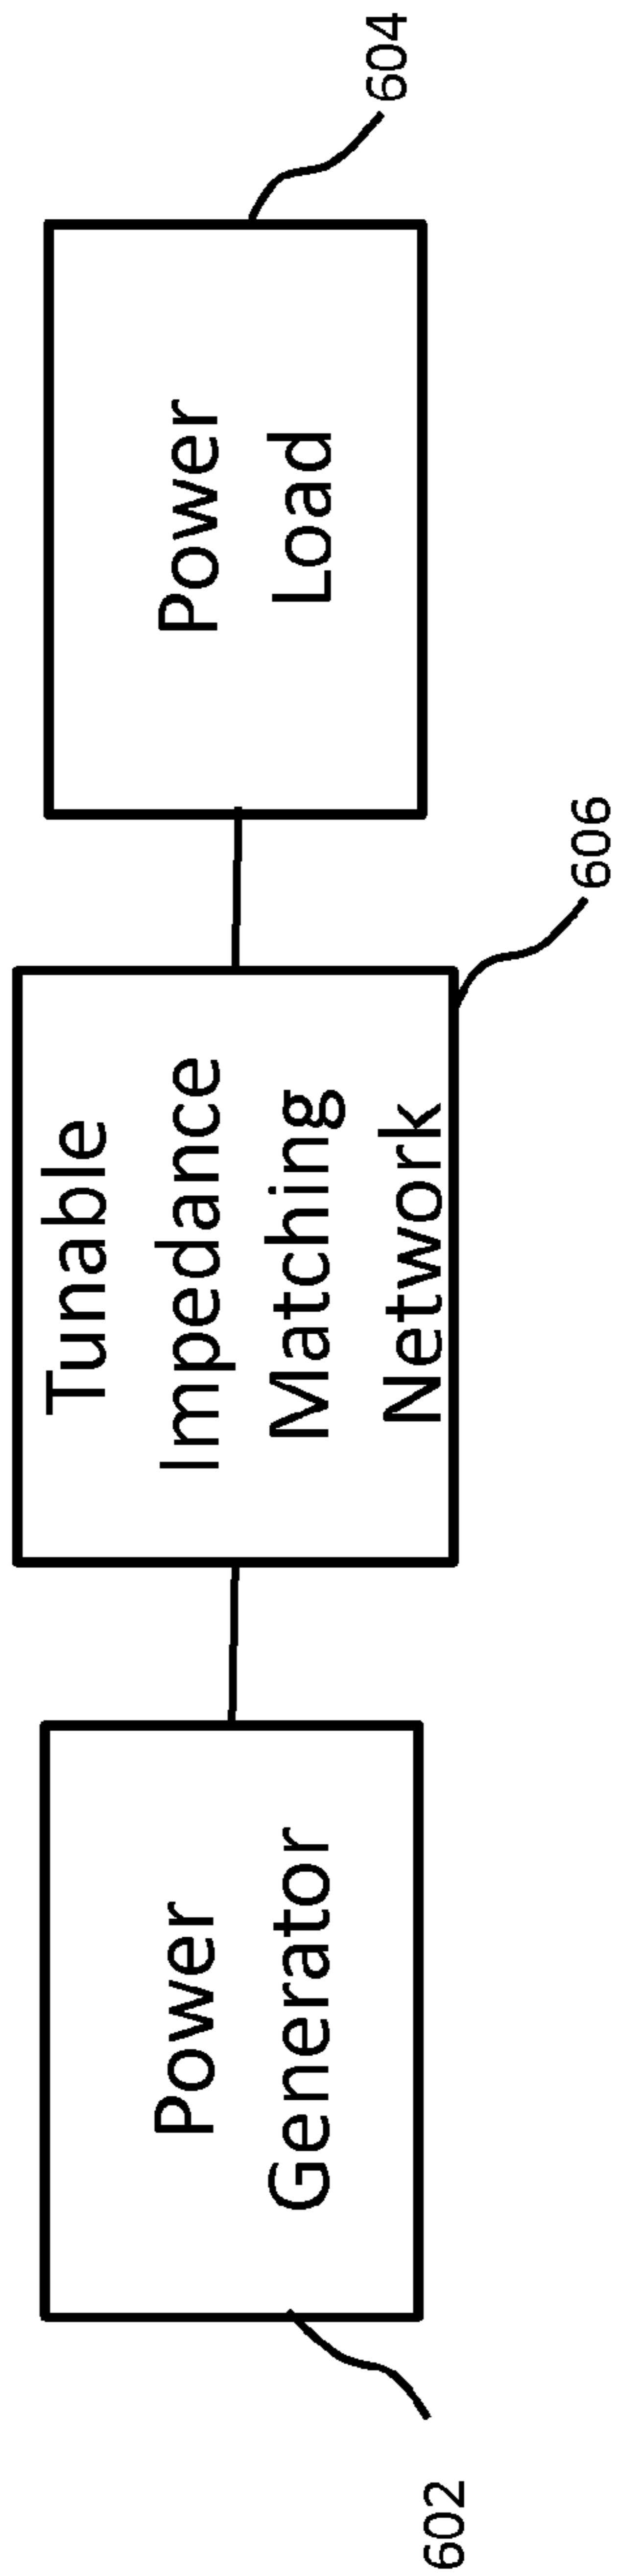 602
Power
Generator
Tunable
Impedance
Matching
Network
606
Power
Load
604